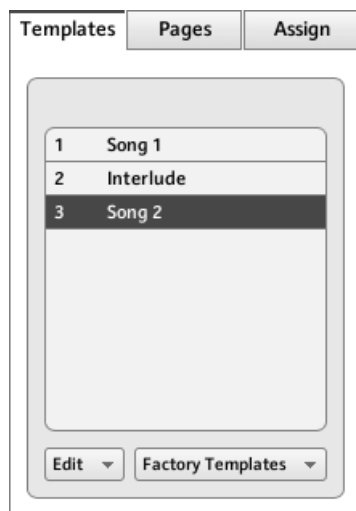 Templates Pages Assign
1 Song 1
2 Interlude
3 Song 2
Edit Factory Templates